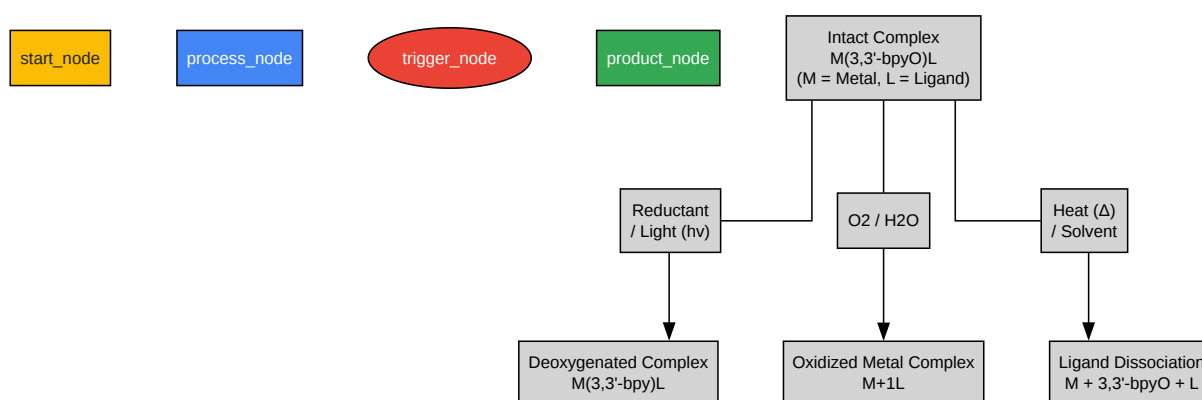 start_node
process_node
trigger_node
product_node
Intact Complex
M(3,3'-bpyO)L
(M = Metal, L = Ligand)
Reductant
/ Light (hv)
O2 / H2O
Heat (Δ)
/ Solvent
Deoxygenated Complex
M(3,3'-bpy)L
Oxidized Metal Complex
M+1L
Ligand Dissociation
M + 3,3'-bpyO + L